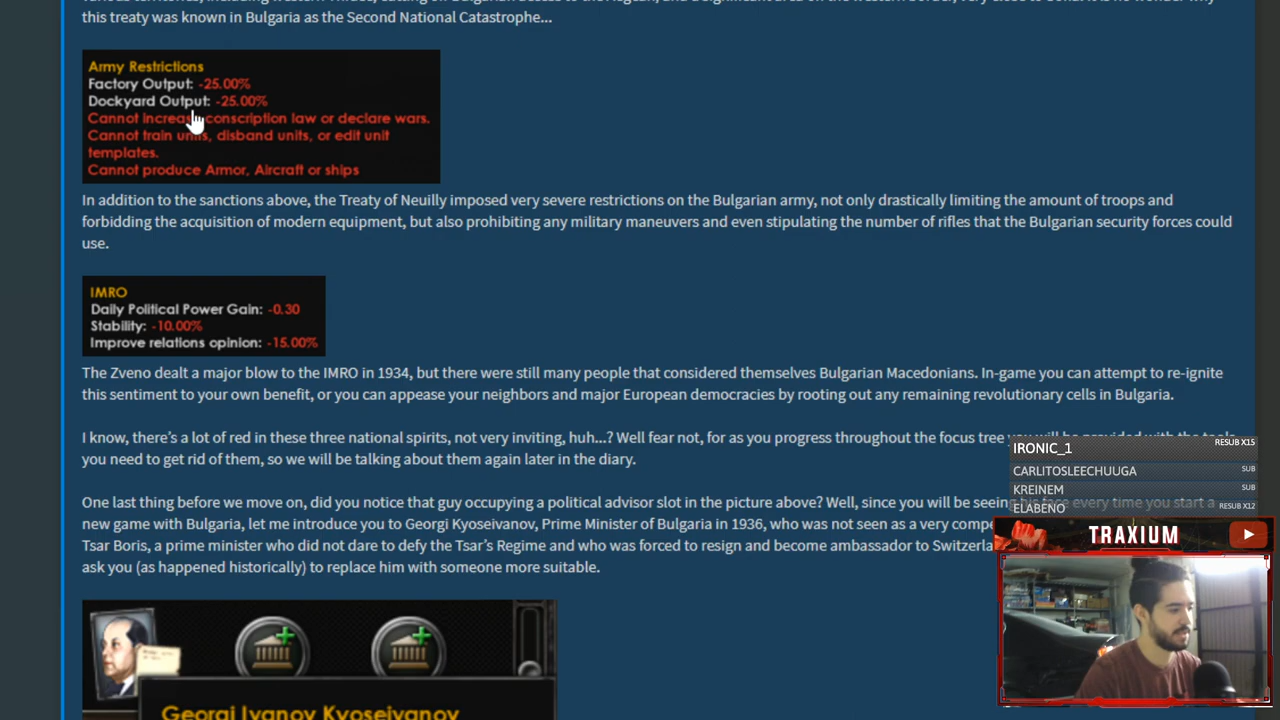 this treaty was known in Bulgaria as the Second National Catastrophe...
Army Restrictions
Factory Output: -25.00%
Dockyard Output: -25.00%
Cannot increase conscription law or declare wars.
Cannot train units, disband units, or edit unit
templates.
Cannot produce Armor, Aircraft or ships
In addition to the sanctions above, the Treaty of Neuilly imposed very severe restrictions on the Bulgarian army, not only drastically limiting the amount of troops and
forbidding the acquisition of modern equipment, but also prohibiting any military maneuvers and even stipulating the number of rifles that the Bulgarian security forces could
use.
IMRO
Daily Political Power Gain: -0.30
Stability: -10.00%
Improve relations opinion: -15.00%
The Zveno dealt a major blow to the IMRO in 1934, but there were still many people that considered themselves Bulgarian Macedonians. In-game you can attempt to re-ignite
this sentiment to your own benefit, or you can appease your neighbors and major European democracies by rooting out any remaining revolutionary cells in Bulgaria.
I know, there's a lot of red in these three national spirits, not very inviting, huh...? Well fear not, for as you progress throughout the focus tree you will be provided with the tools
you need to get rid of them, so we will be talking about them again later in the diary.
One last thing before we move on, did you notice that guy occupying a political advisor slot in the picture above? Well, since you will be seeing his face every time you start a
new game with Bulgaria, let me introduce you to Georgi Kyoseivanov, Prime Minister of Bulgaria in 1936, who was not seen as a very
Tsar Boris, a prime minister who did not dare to defy the Tsar's Regime and who was forced to resign and become ambassador to
ask you (as happened historically) to replace him with someone more suitable.
Georgi Ivanov Kyoseivanov
IRONIC_1 RESUB X15
CARLITOSLEECHUUGA SUB
KREINEM SUB
ELABENO RESUB X12
TRAXIUM